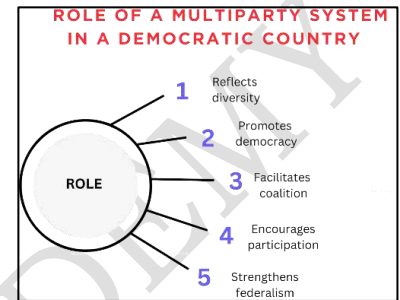 ROLE OF A MULTIPARTY SYSTEM
IN A DEMOCRATIC COUNTRY
1 Reflects
diversity
2 Promotes
democracy
ROLE
3 Facilitates
coalition
4 Encourages
participation
5 Strengthens
federalism
DEMY